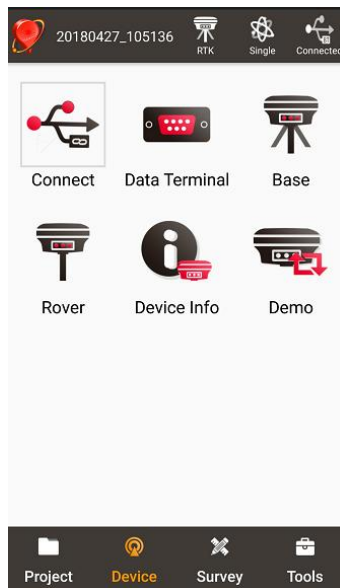 20180427_105136
RTK Single Connected
Connect Data Terminal Base
Rover Device Info Demo
Project Device Survey Tools